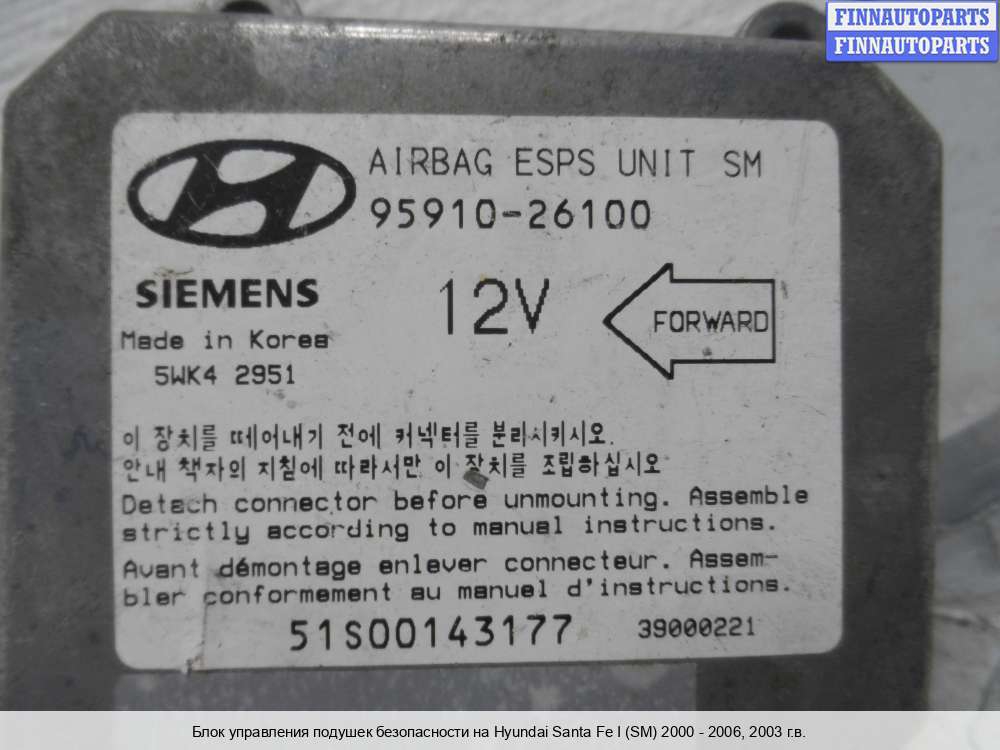 FINNAUTOPARTS
FINNAUTOPARTS
AIRBAG ESPS UNIT SM
95910-26100
SIEMENS
12V
FORWARD
Made in Korea
5WK4 2951
이 장치를 떼어내기 전에 커넥터를 분리시키시오.
안내 책자의 지침에 따라서만 이 장치를 조립하십시오
Detach connector before unmounting. Assemble
strictly according to manual instructions.
Avant démontage enlever connecteur. Assem-
bler conformement au manuel d'instructions.
51S00143177
39000221
Блок управления подушек безопасности на Hyundai Santa Fe I (SM) 2000 - 2006, 2003 г.в.